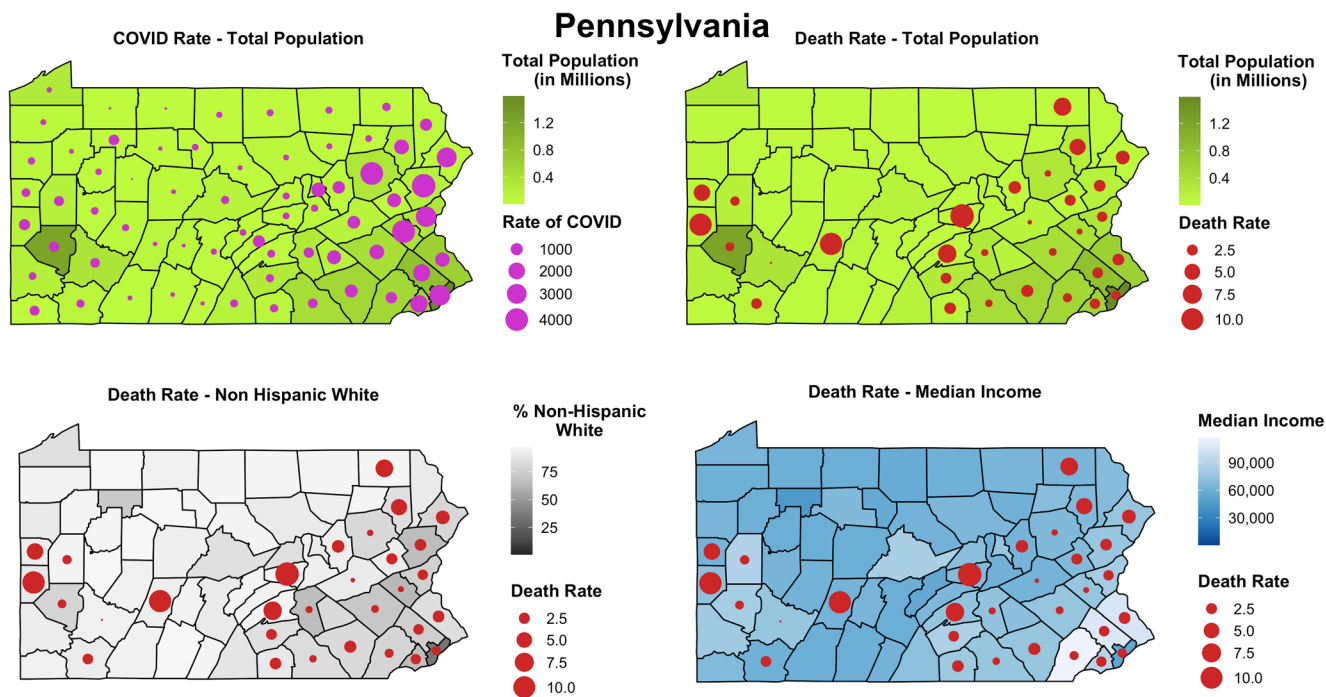 Pennsylvania
COVID Rate - Total Population
Total Population
(in Millions)
1.2
0.8
0.4
Rate of COVID
1000
2000
3000
4000
Death Rate - Total Population
Total Population
(in Millions)
1.2
0.8
0.4
Death Rate
2.5
5.0
7.5
10.0
Death Rate - Non Hispanic White
% Non-Hispanic
White
75
50
25
Death Rate
2.5
5.0
7.5
10.0
Death Rate - Median Income
Median Income
90,000
60,000
30,000
Death Rate
2.5
5.0
7.5
10.0